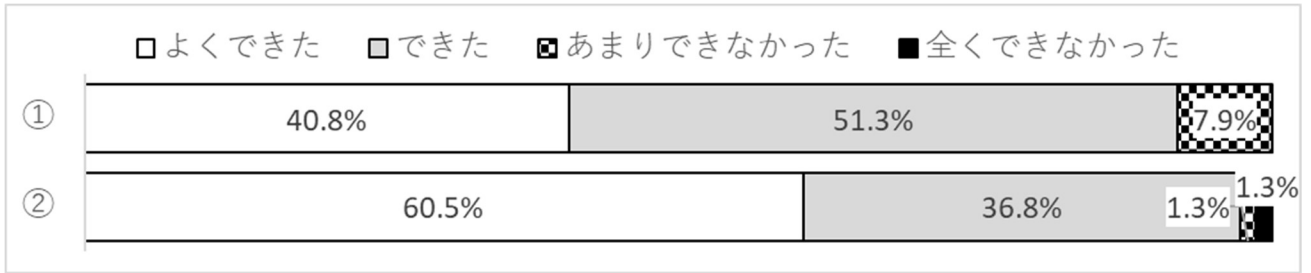 よくできた できた あまりできなかった 全くできなかった
① 40.8% 51.3% 7.9%
② 60.5% 36.8% 1.3% 1.3%